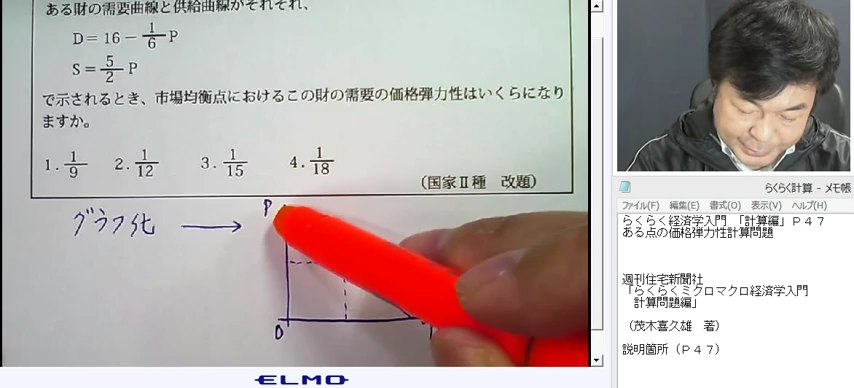 ある財の需要曲線と供給曲線がそれぞれ、
D＝16－1/6 P
S＝5/2 P
で示されるとき、市場均衡点におけるこの財の需要の価格弾力性はいくらになり
ますか。
1. 1/9　2. 1/12　3. 1/15　4. 1/18
（国家Ⅱ種　改題）
グラフ化 → P
0
ELMO
らくらく計算 - メモ帳
ファイル(F)　編集(E)　書式(O)　表示(V)　ヘルプ(H)
らくらく経済学入門　「計算編」Ｐ４７
ある点の価格弾力性計算問題
週刊住宅新聞社
「らくらくミクロマクロ経済学入門
計算問題編」
（茂木喜久雄　著）
説明箇所（Ｐ４７）